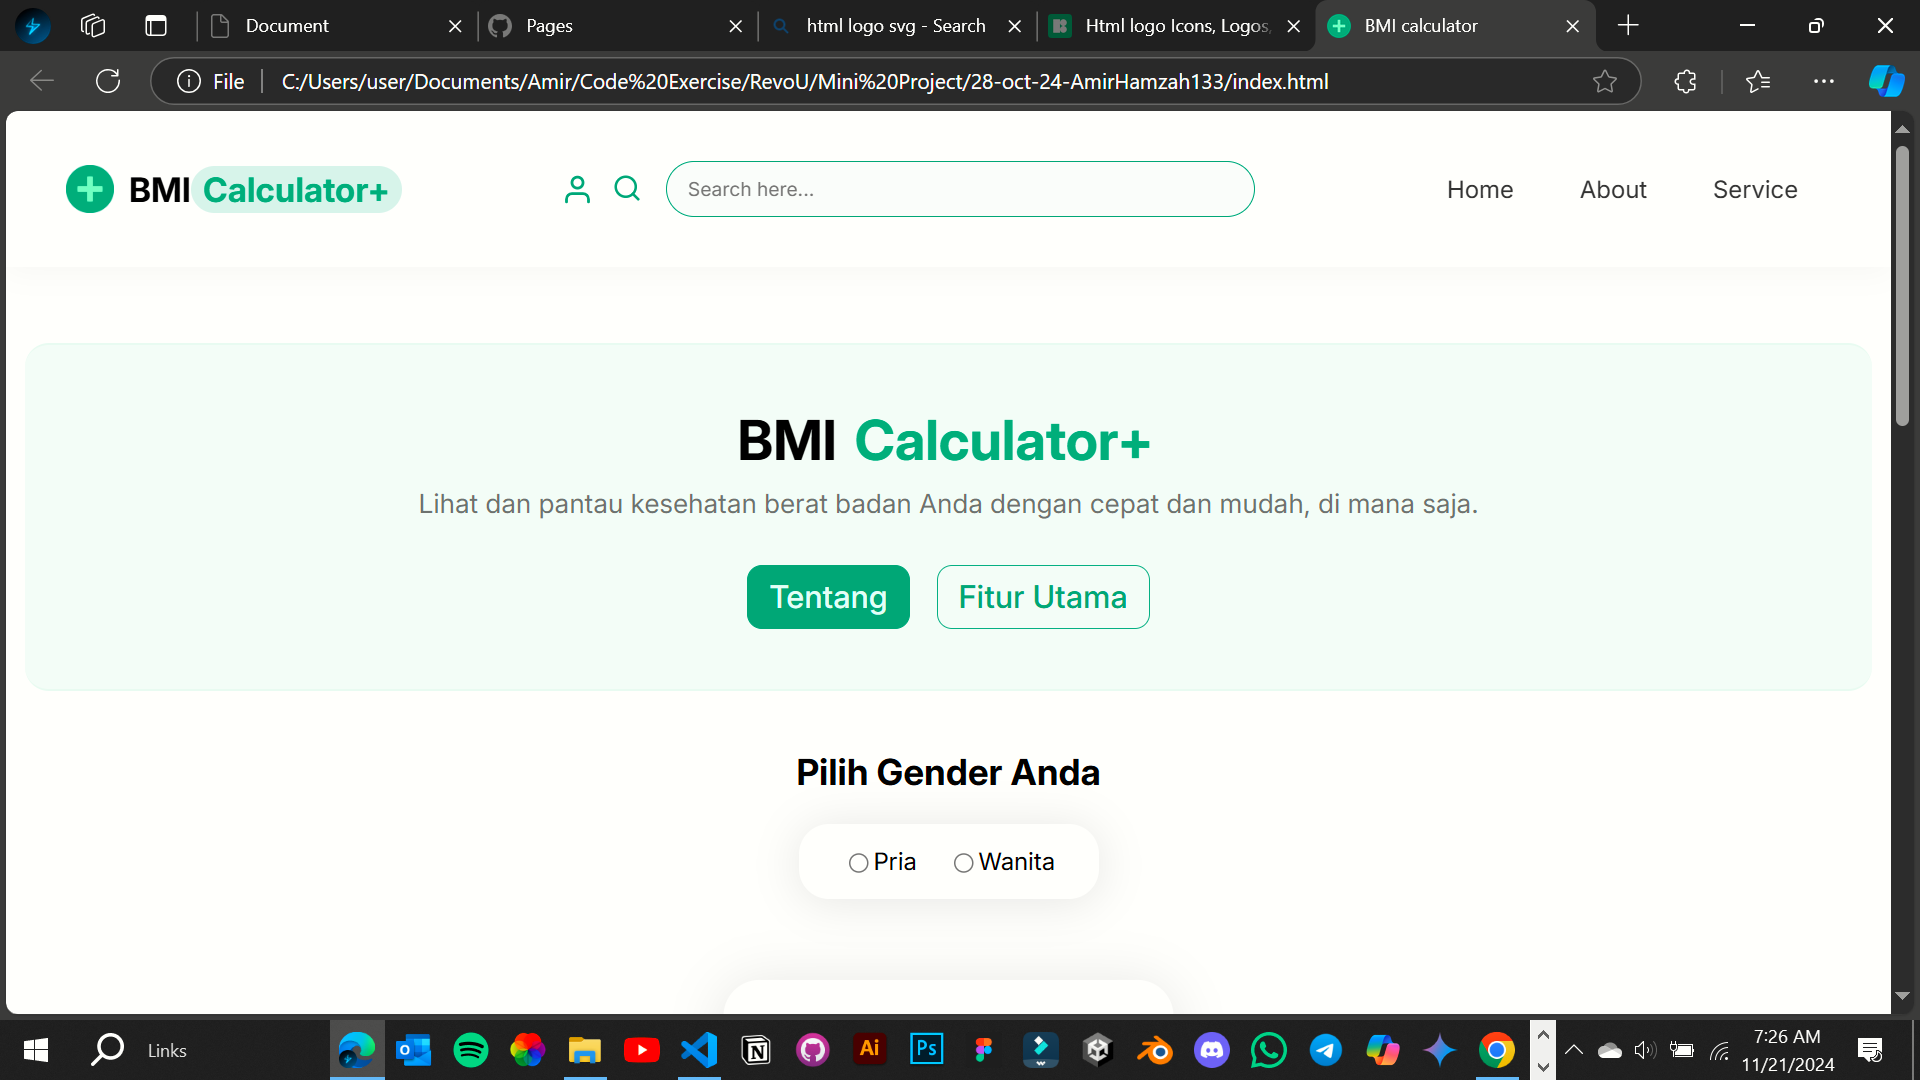 Document
Pages
html logo svg - Search
Html logo Icons, Logos,
BMI calculator
File
C:/Users/user/Documents/Amir/Code%20Exercise/RevoU/Mini%20Project/28-oct-24-AmirHamzah133/index.html
BMI Calculator+
Search here...
Home
About
Service
BMI Calculator+
Lihat dan pantau kesehatan berat badan Anda dengan cepat dan mudah, di mana saja.
Tentang
Fitur Utama
Pilih Gender Anda
Pria
Wanita
Links
Ai
Ps
7:26 AM
11/21/2024